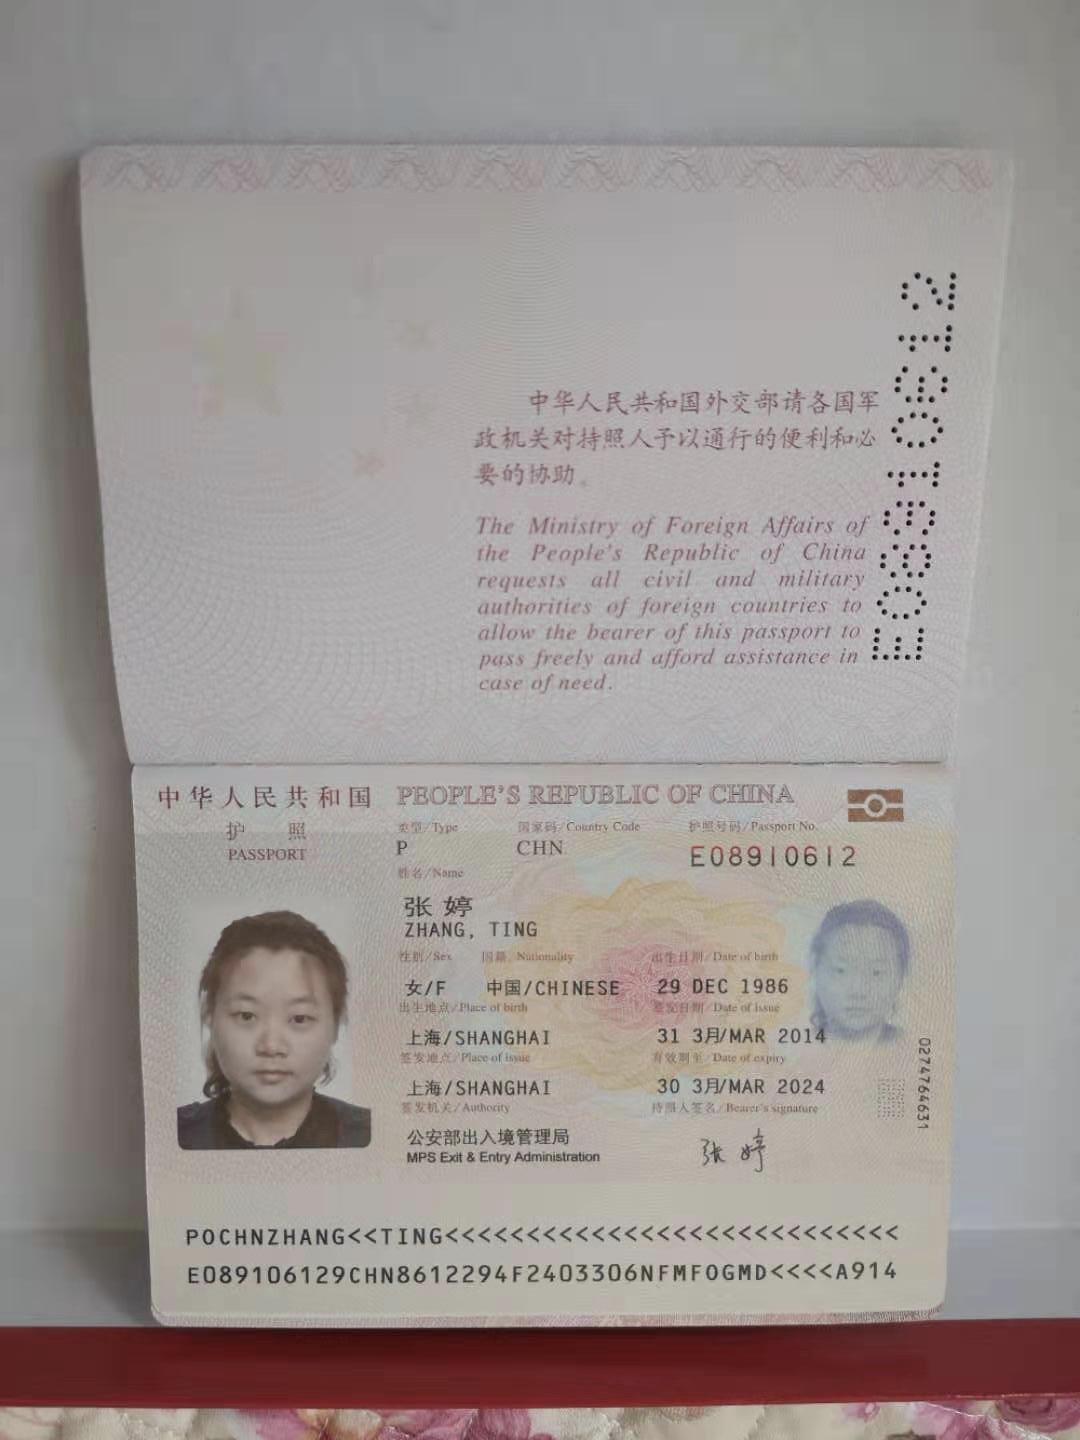 中华人民共和国外交部请各国军
政机关对持照人予以通行的便利和必
要的协助。
The Ministry of Foreign Affairs of
the People's Republic of China
requests all civil and military
authorities of foreign countries to
allow the bearer of this passport to
pass freely and afford assistance in
case of need.
E08910612
中华人民共和国 PEOPLE'S REPUBLIC OF CHINA
护 照
PASSPORT
类型/Type 国家码/Country Code 护照号码/Passport No.
P CHN E08910612
姓名/Name
张婷
ZHANG, TING
性别/Sex 国籍/Nationality 出生日期/Date of birth
女/F 中国/CHINESE 29 DEC 1986
出生地点/Place of birth 签发日期/Date of issue
上海/SHANGHAI 31 3月/MAR 2014
签发地点/Place of issue 有效期至/Date of expiry
上海/SHANGHAI 30 3月/MAR 2024
签发机关/Authority 持照人签名/Bearer's signature
公安部出入境管理局
MPS Exit & Entry Administration
张婷
0274764631
POCHNZHANG<<TING<<<<<<<<<<<<<<<<<<<<<<<<<<<<
E089106129CHN8612294F2403306NFMFOGMD<<<<A914